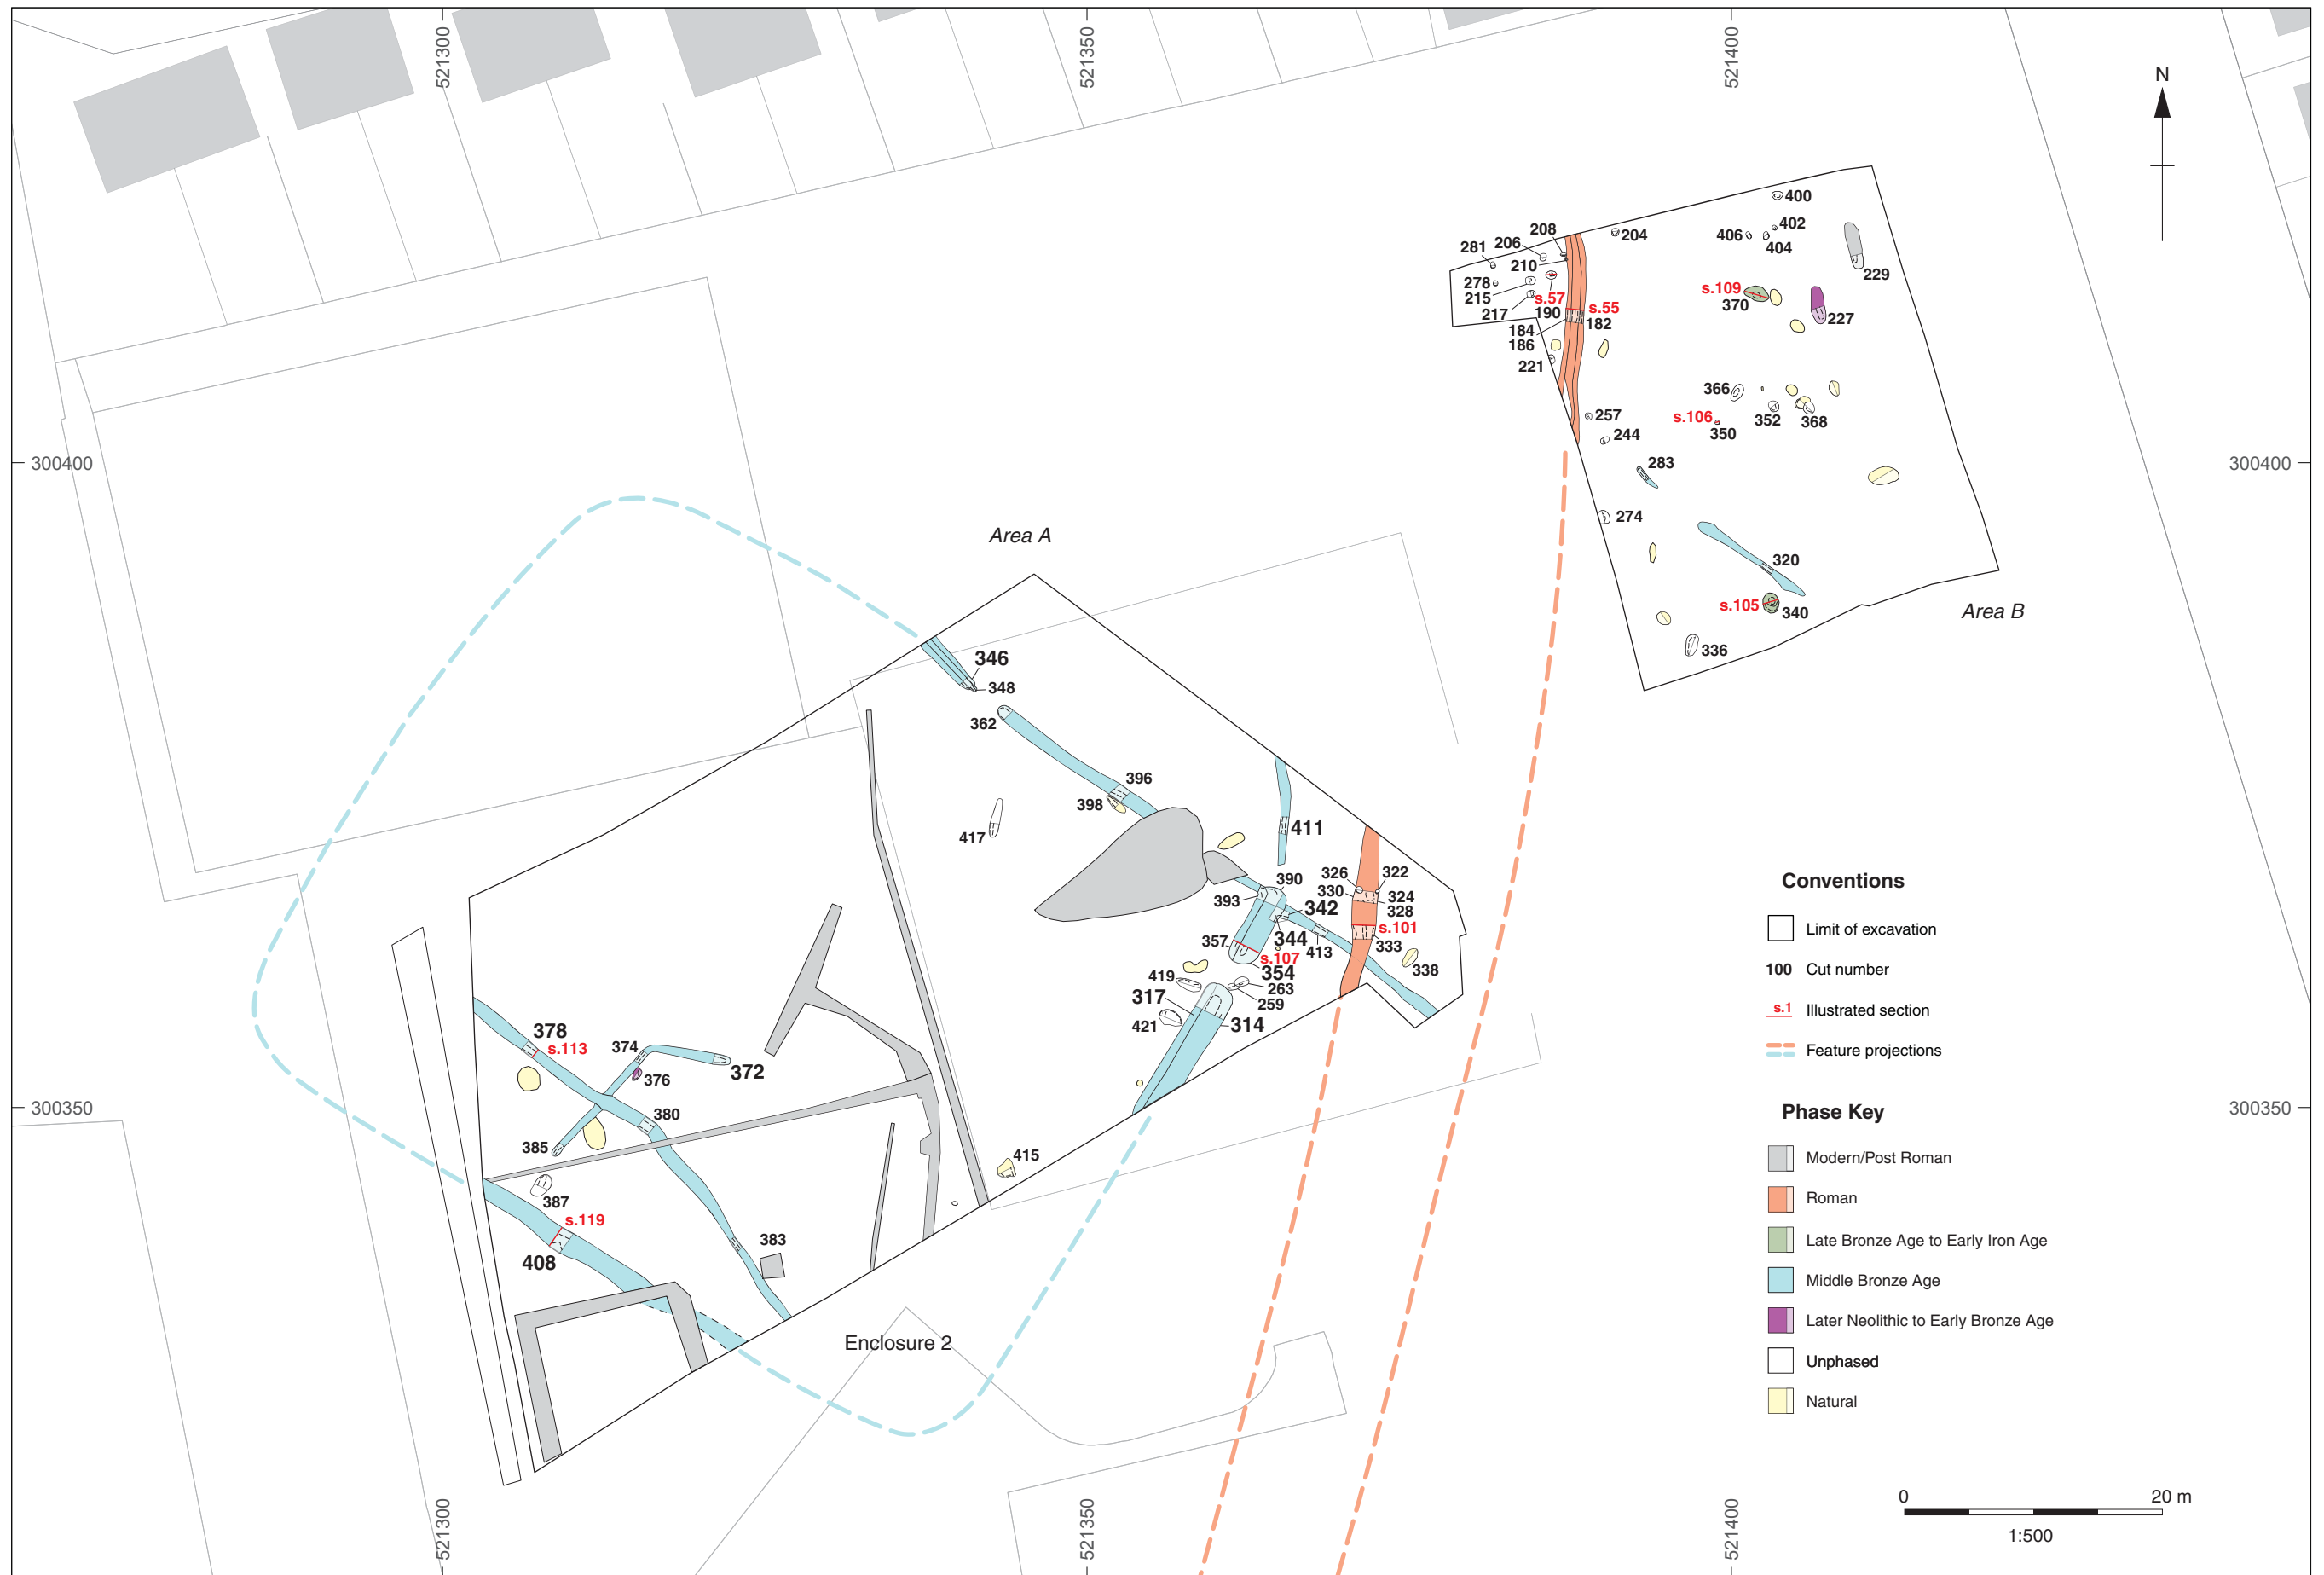 521300
521350
521400
N
400
402
406
404
204
208
206
281
210
278
215
217
s.57
190
s.55
182
184
186
221
229
s.109
370
227
366
352
368
s.106
350
257
244
283
274
320
s.105
340
336
300400
300400
Area A
Area B
346
348
362
396
398
417
411
390
393
342
344
413
357
s.107
354
326
322
330
324
328
s.101
333
338
419
263
259
317
314
421
378
s.113
374
376
372
380
385
387
s.119
408
383
415
300350
300350
Enclosure 2
Conventions
Limit of excavation
100 Cut number
s.1 Illustrated section
Feature projections
Phase Key
Modern/Post Roman
Roman
Late Bronze Age to Early Iron Age
Middle Bronze Age
Later Neolithic to Early Bronze Age
Unphased
Natural
0 20 m
1:500
521300
521350
521400